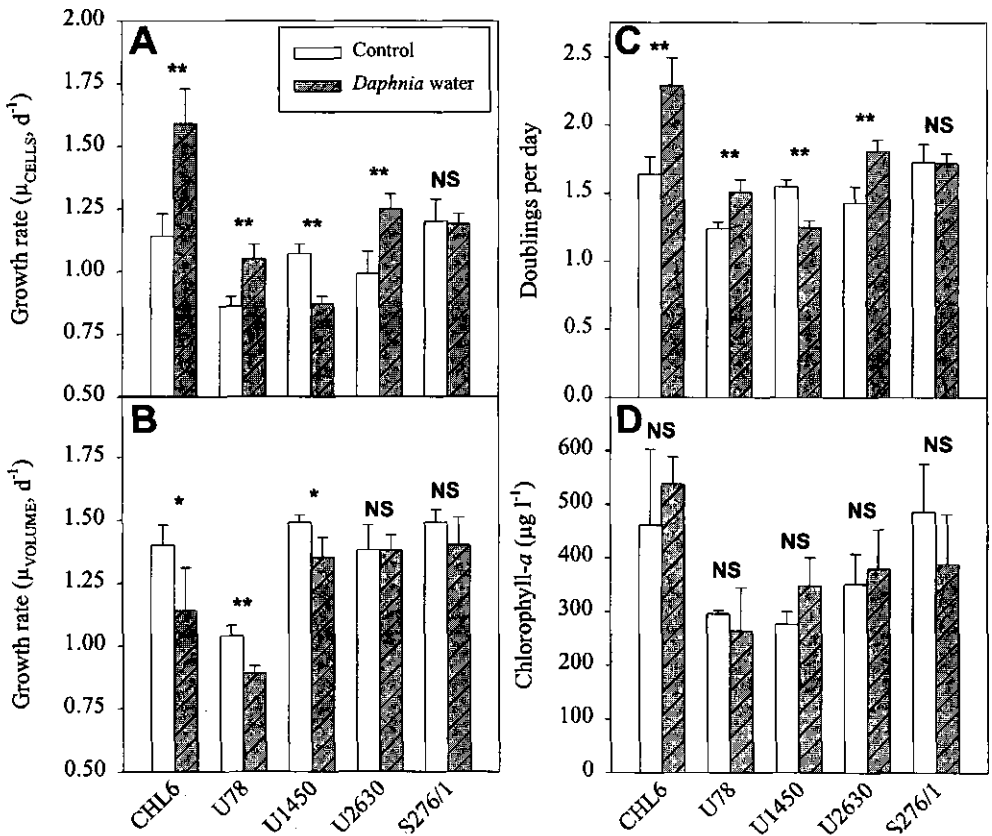 A
Control
Daphnia water
**
**
**
**
NS
2.00
1.75
1.50
1.25
1.00
0.75
0.50
Growth rate (μCELLS, d-1)
C
**
**
**
**
NS
2.5
2.0
1.5
1.0
0.5
0.0
Doublings per day
B
*
**
*
NS
NS
1.75
1.50
1.25
1.00
0.75
0.50
Growth rate (μVOLUME, d-1)
CHL6
U78
U1450
U2630
S276/1
D
NS
NS
NS
NS
NS
600
500
400
300
200
100
0
Chlorophyll-a (μg l-1)
CHL6
U78
U1450
U2630
S276/1